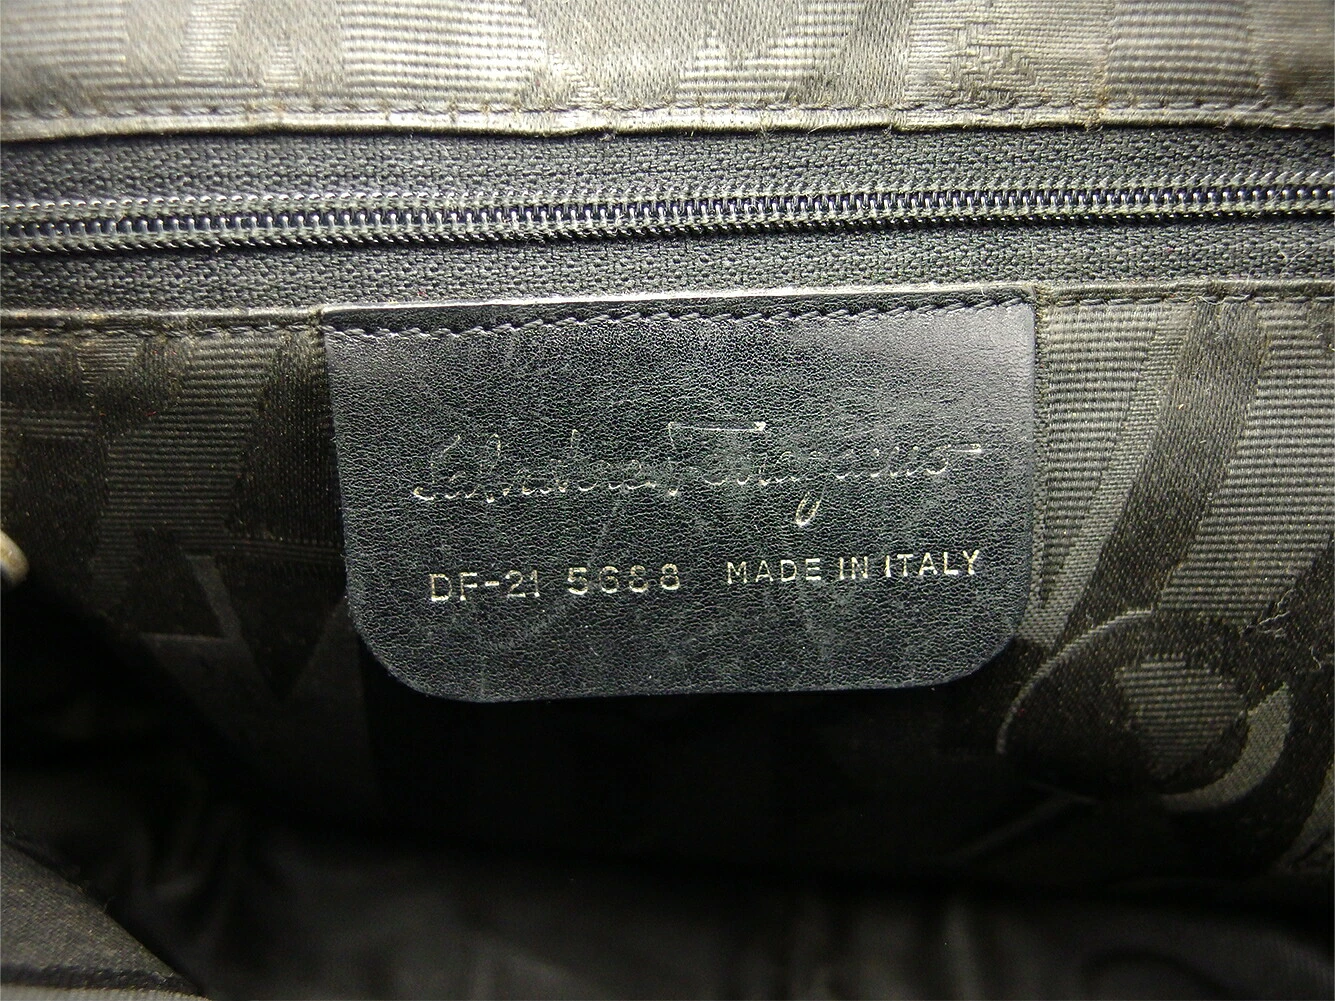 Salvatore Ferragamo
DF-21 5688 MADE IN ITALY